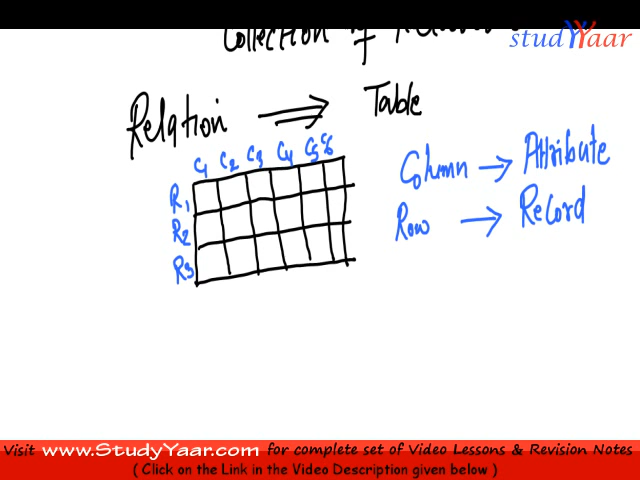 Collection of
studYYaar
Relation ⟹ Table
C1 C2 C3 C4 C5 C6
R1
R2
R3
Column → Attribute
Row → Record
Visit www.StudyYaar.com for complete set of Video Lessons & Revision Notes
( Click on the Link in the Video Description given below )